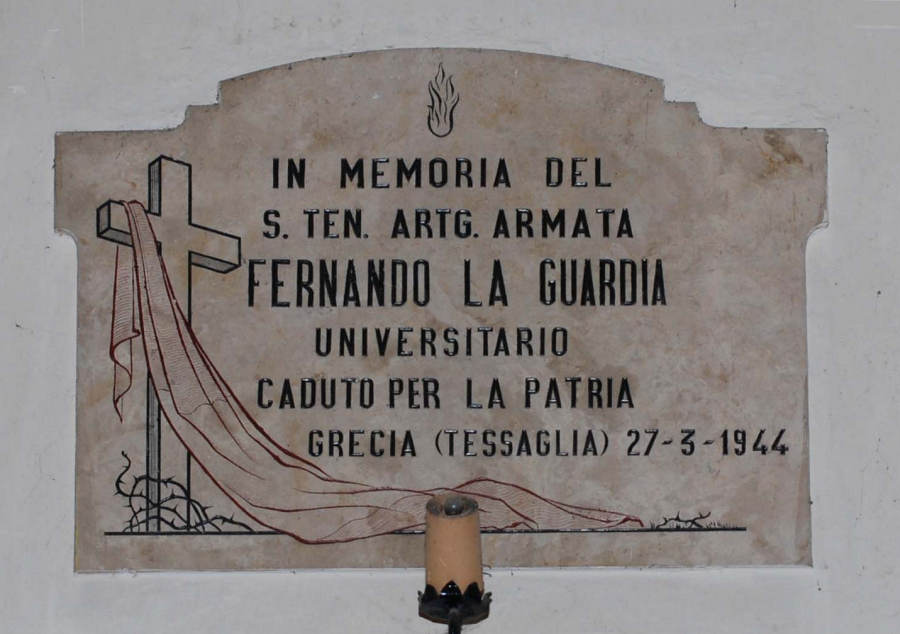 IN MEMORIA DEL
S. TEN. ARTG. ARMATA
FERNANDO LA GUARDIA
UNIVERSITARIO
CADUTO PER LA PATRIA
GRECIA (TESSAGLIA) 27-3-1944